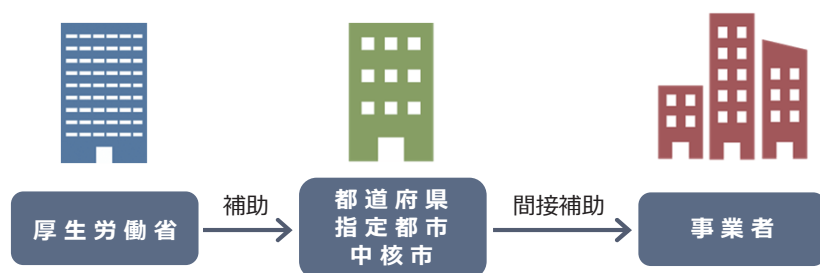 厚生労働省
補助
都道府県
指定都市
中核市
間接補助
事業者